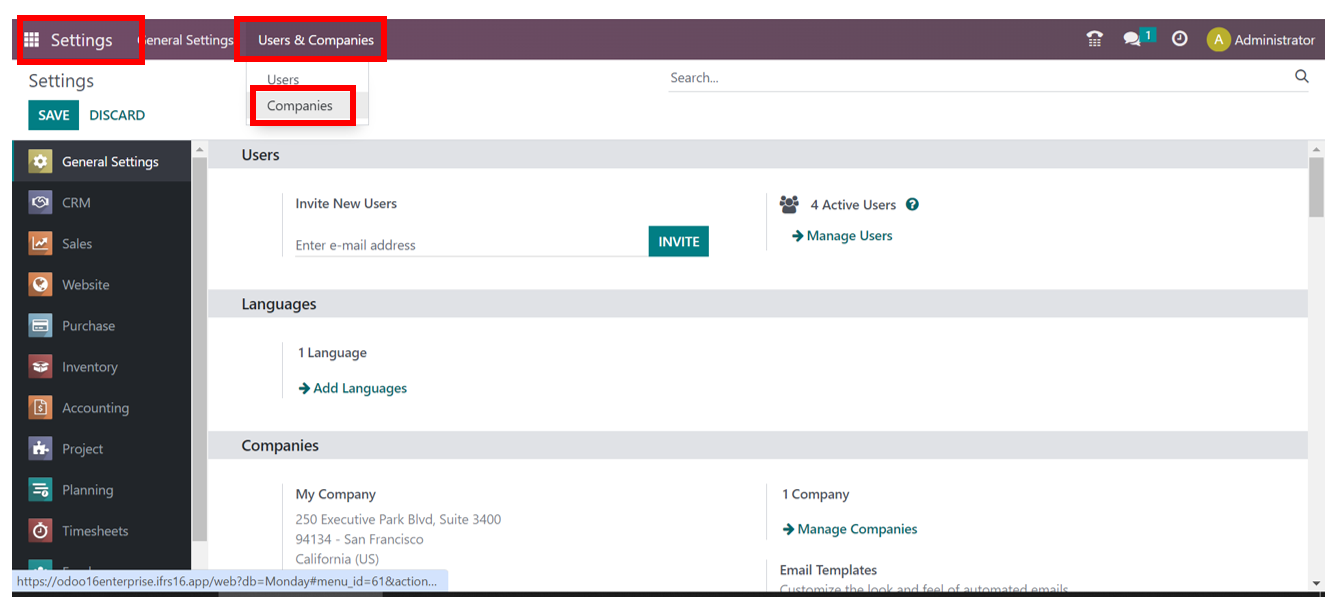 Settings General Settings Users & Companies 1 A Administrator
Settings
Users
Search...
Companies
SAVE DISCARD
General Settings
CRM
Sales
Website
Purchase
Inventory
Accounting
Project
Planning
Timesheets
Users
Invite New Users
Enter e-mail address INVITE
4 Active Users ?
Manage Users
Languages
1 Language
Add Languages
Companies
My Company
250 Executive Park Blvd, Suite 3400
94134 - San Francisco
California (US)
1 Company
Manage Companies
Email Templates
Customize the look and feel of automated emails
https://odoo16enterprise.ifrs16.app/web?db=Monday#menu_id=61&action...